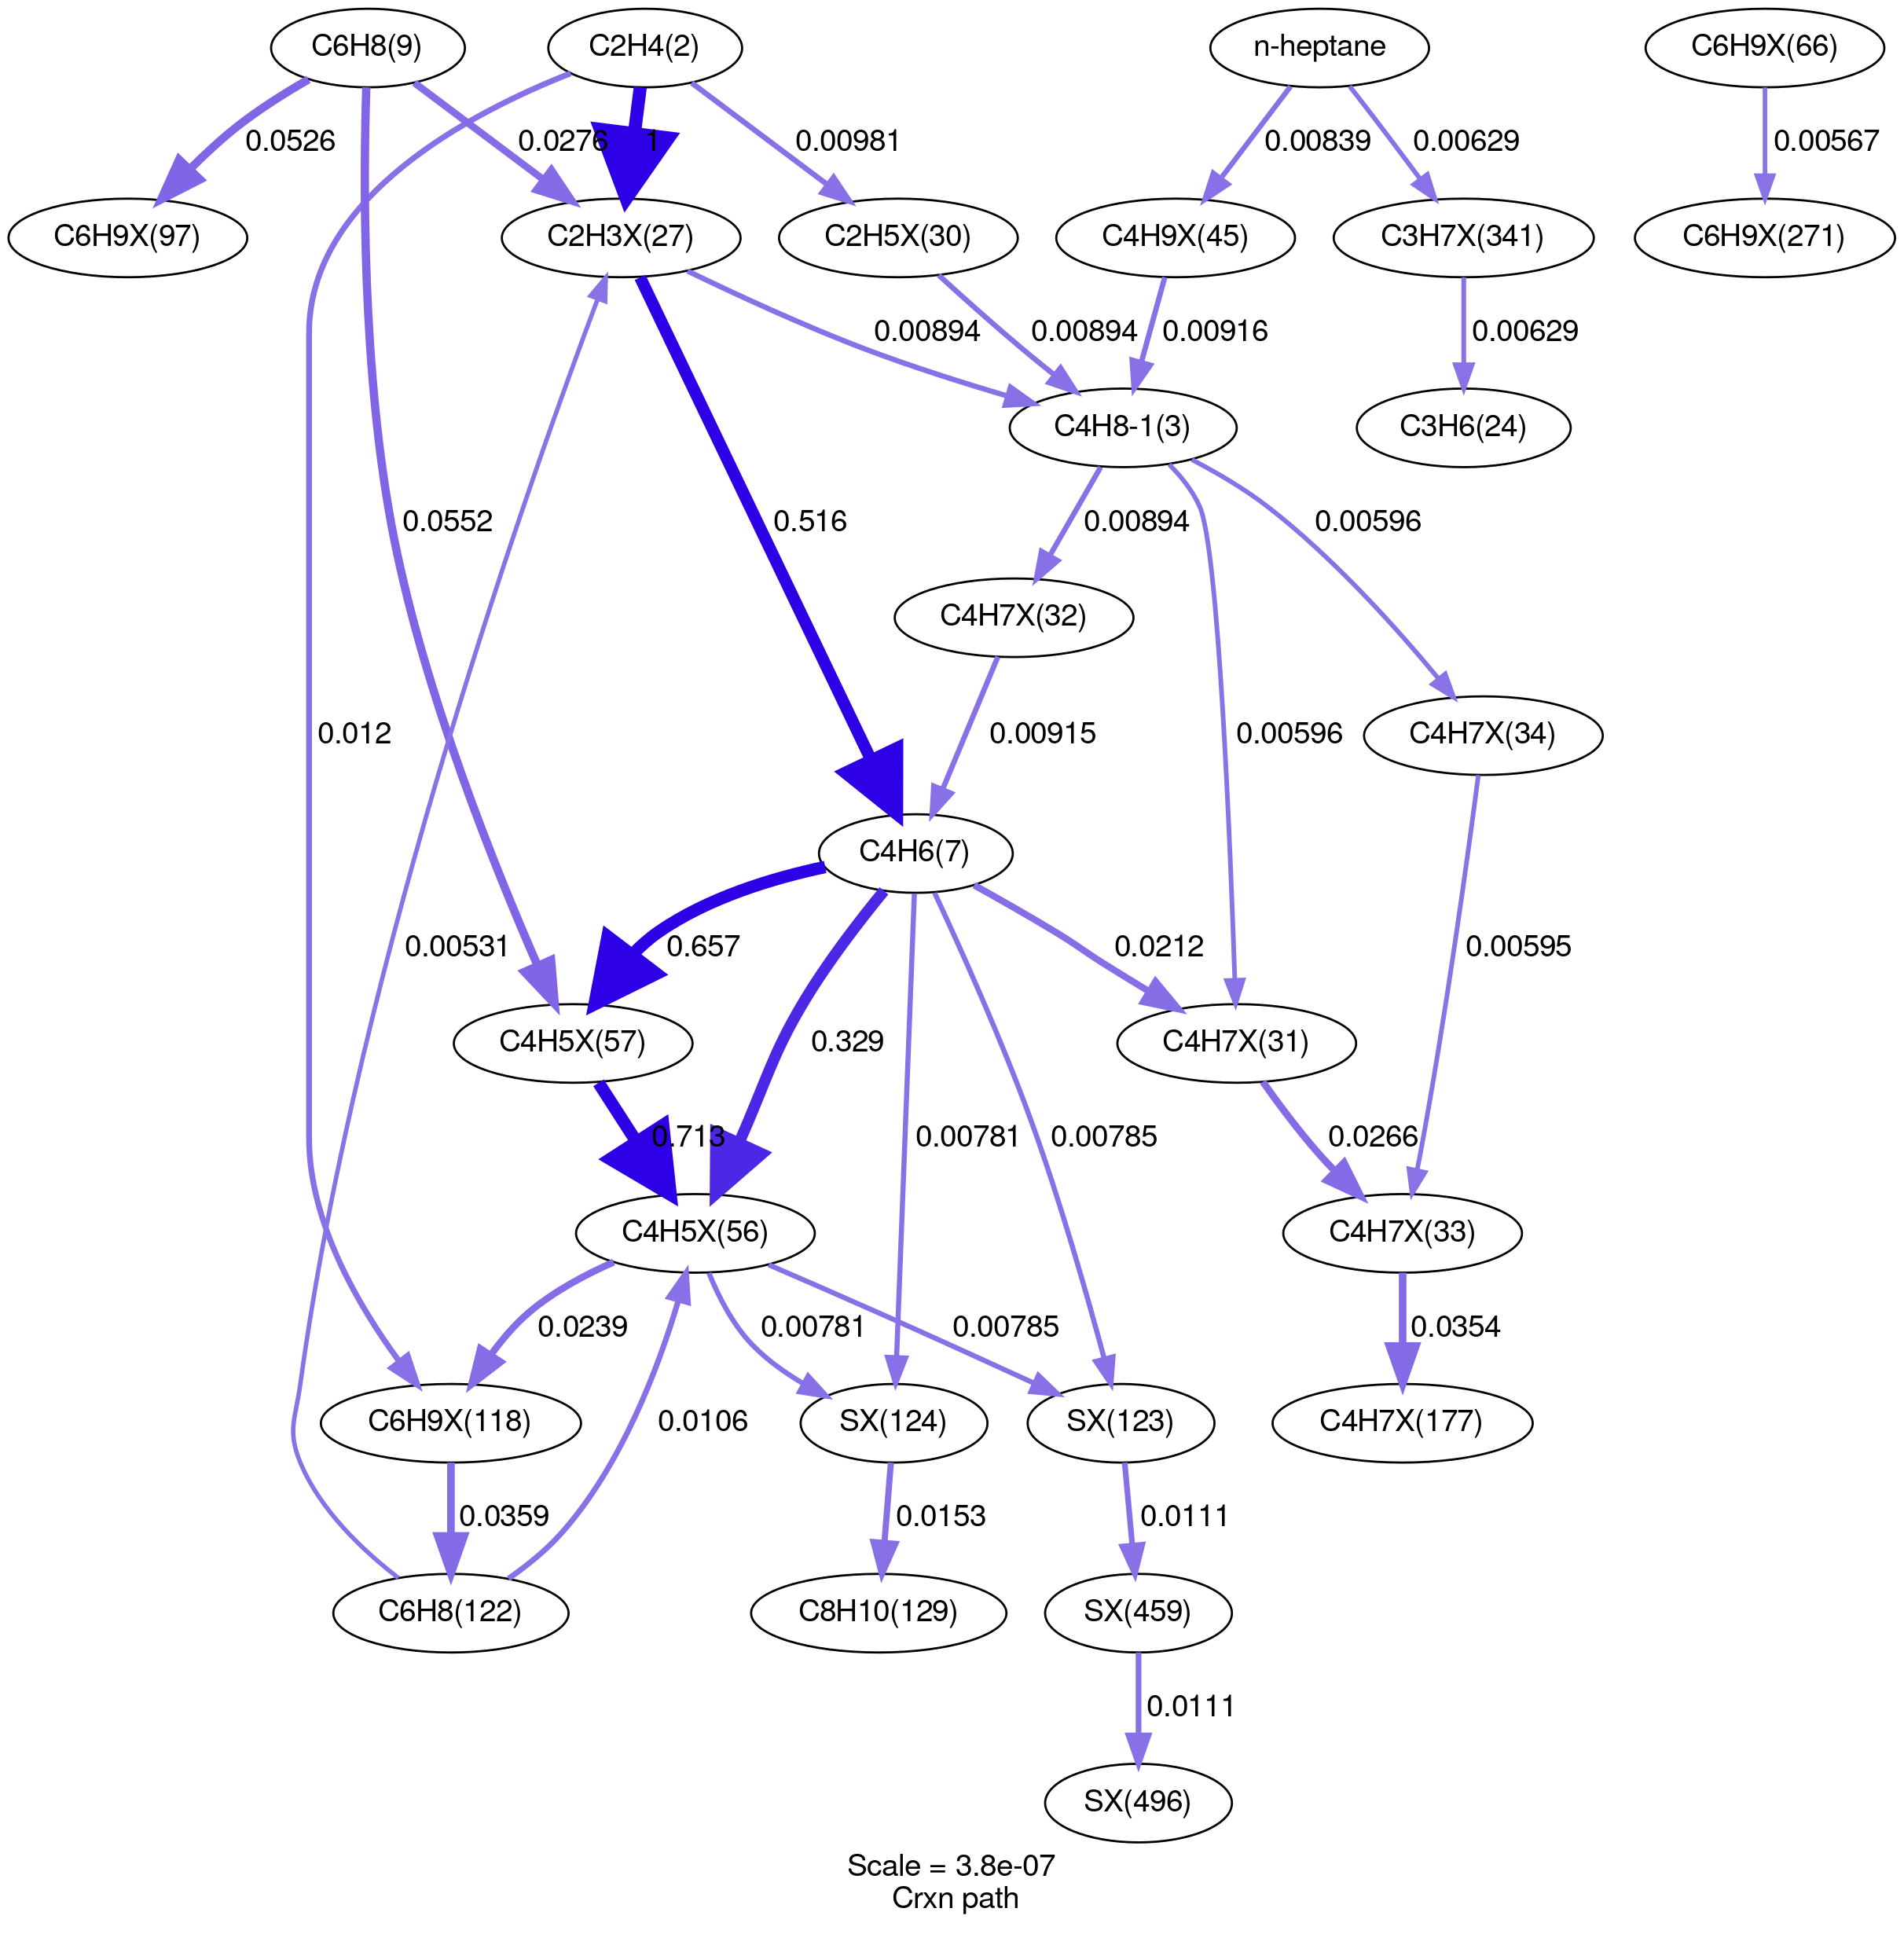 C6H8(9)
C2H4(2)
n-heptane
C6H9X(66)
0.0526
0.0276
1
0.00981
0.00839
0.00629
0.00567
C6H9X(97)
C2H3X(27)
C2H5X(30)
C4H9X(45)
C3H7X(341)
C6H9X(271)
0.00894
0.00894
0.00916
0.00629
C4H8-1(3)
C3H6(24)
0.0552
0.516
0.00894
0.00596
C4H7X(32)
0.012
0.00915
0.00596
C4H7X(34)
C4H6(7)
0.00531
0.657
0.0212
0.00595
C4H5X(57)
0.329
C4H7X(31)
0.713
0.00781
0.00785
0.0266
C4H5X(56)
C4H7X(33)
0.0239
0.00781
0.00785
0.0354
C6H9X(118)
0.0106
SX(124)
SX(123)
C4H7X(177)
0.0359
0.0153
0.0111
C6H8(122)
C8H10(129)
SX(459)
0.0111
SX(496)
Scale = 3.8e-07
Crxn path